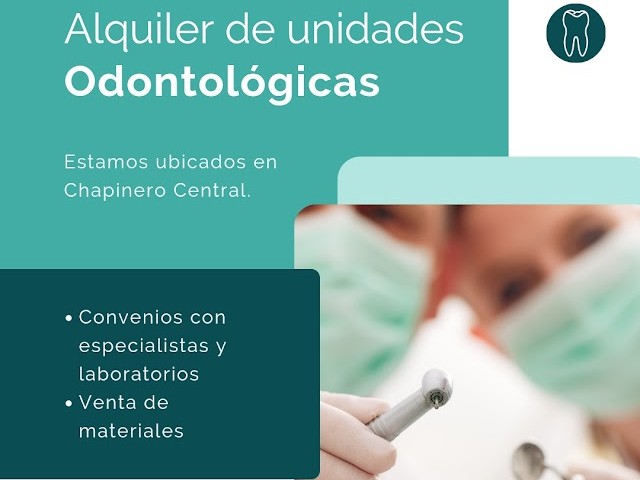 Alquiler de unidades
Odontológicas
Estamos ubicados en
Chapinero Central.
• Convenios con
especialistas y
laboratorios
• Venta de
materiales